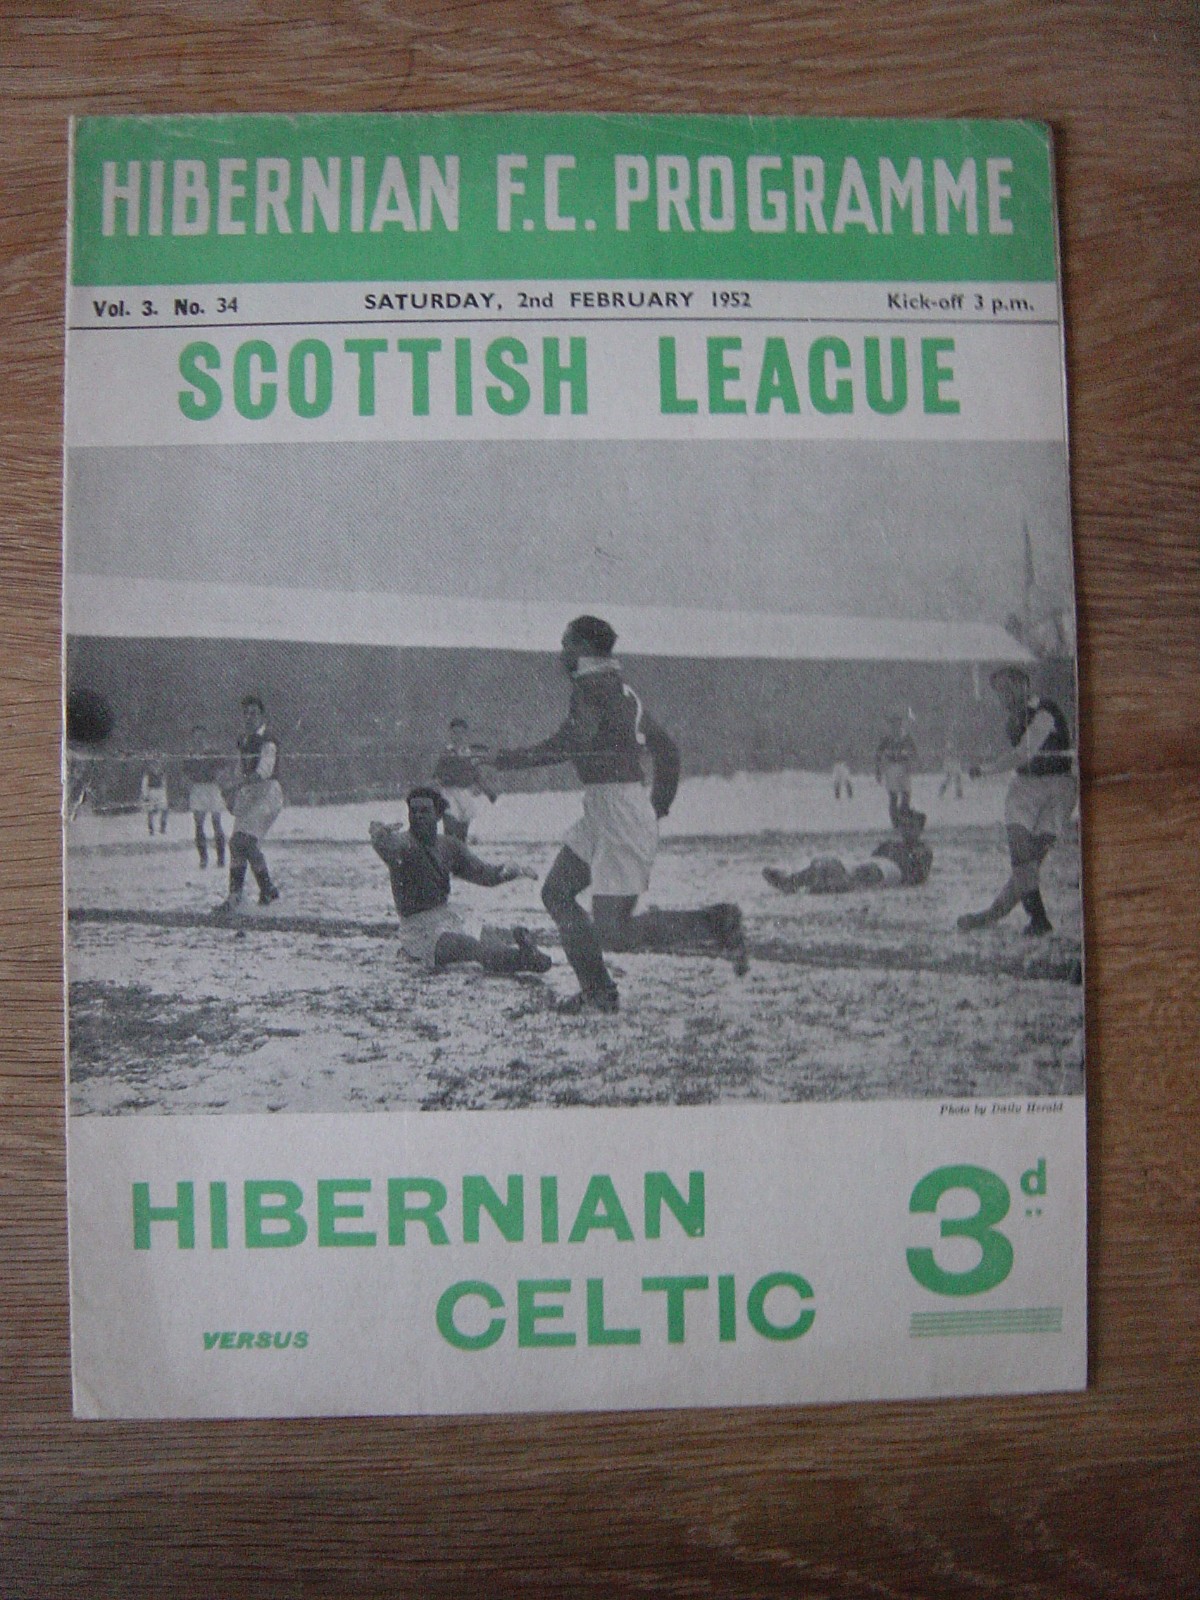 HIBERNIAN F.C. PROGRAMME
Vol. 3. No. 34 SATURDAY, 2nd FEBRUARY 1952 Kick-off 3 p.m.
SCOTTISH LEAGUE
Photo by Daily Herald
HIBERNIAN
VERSUS CELTIC
3d